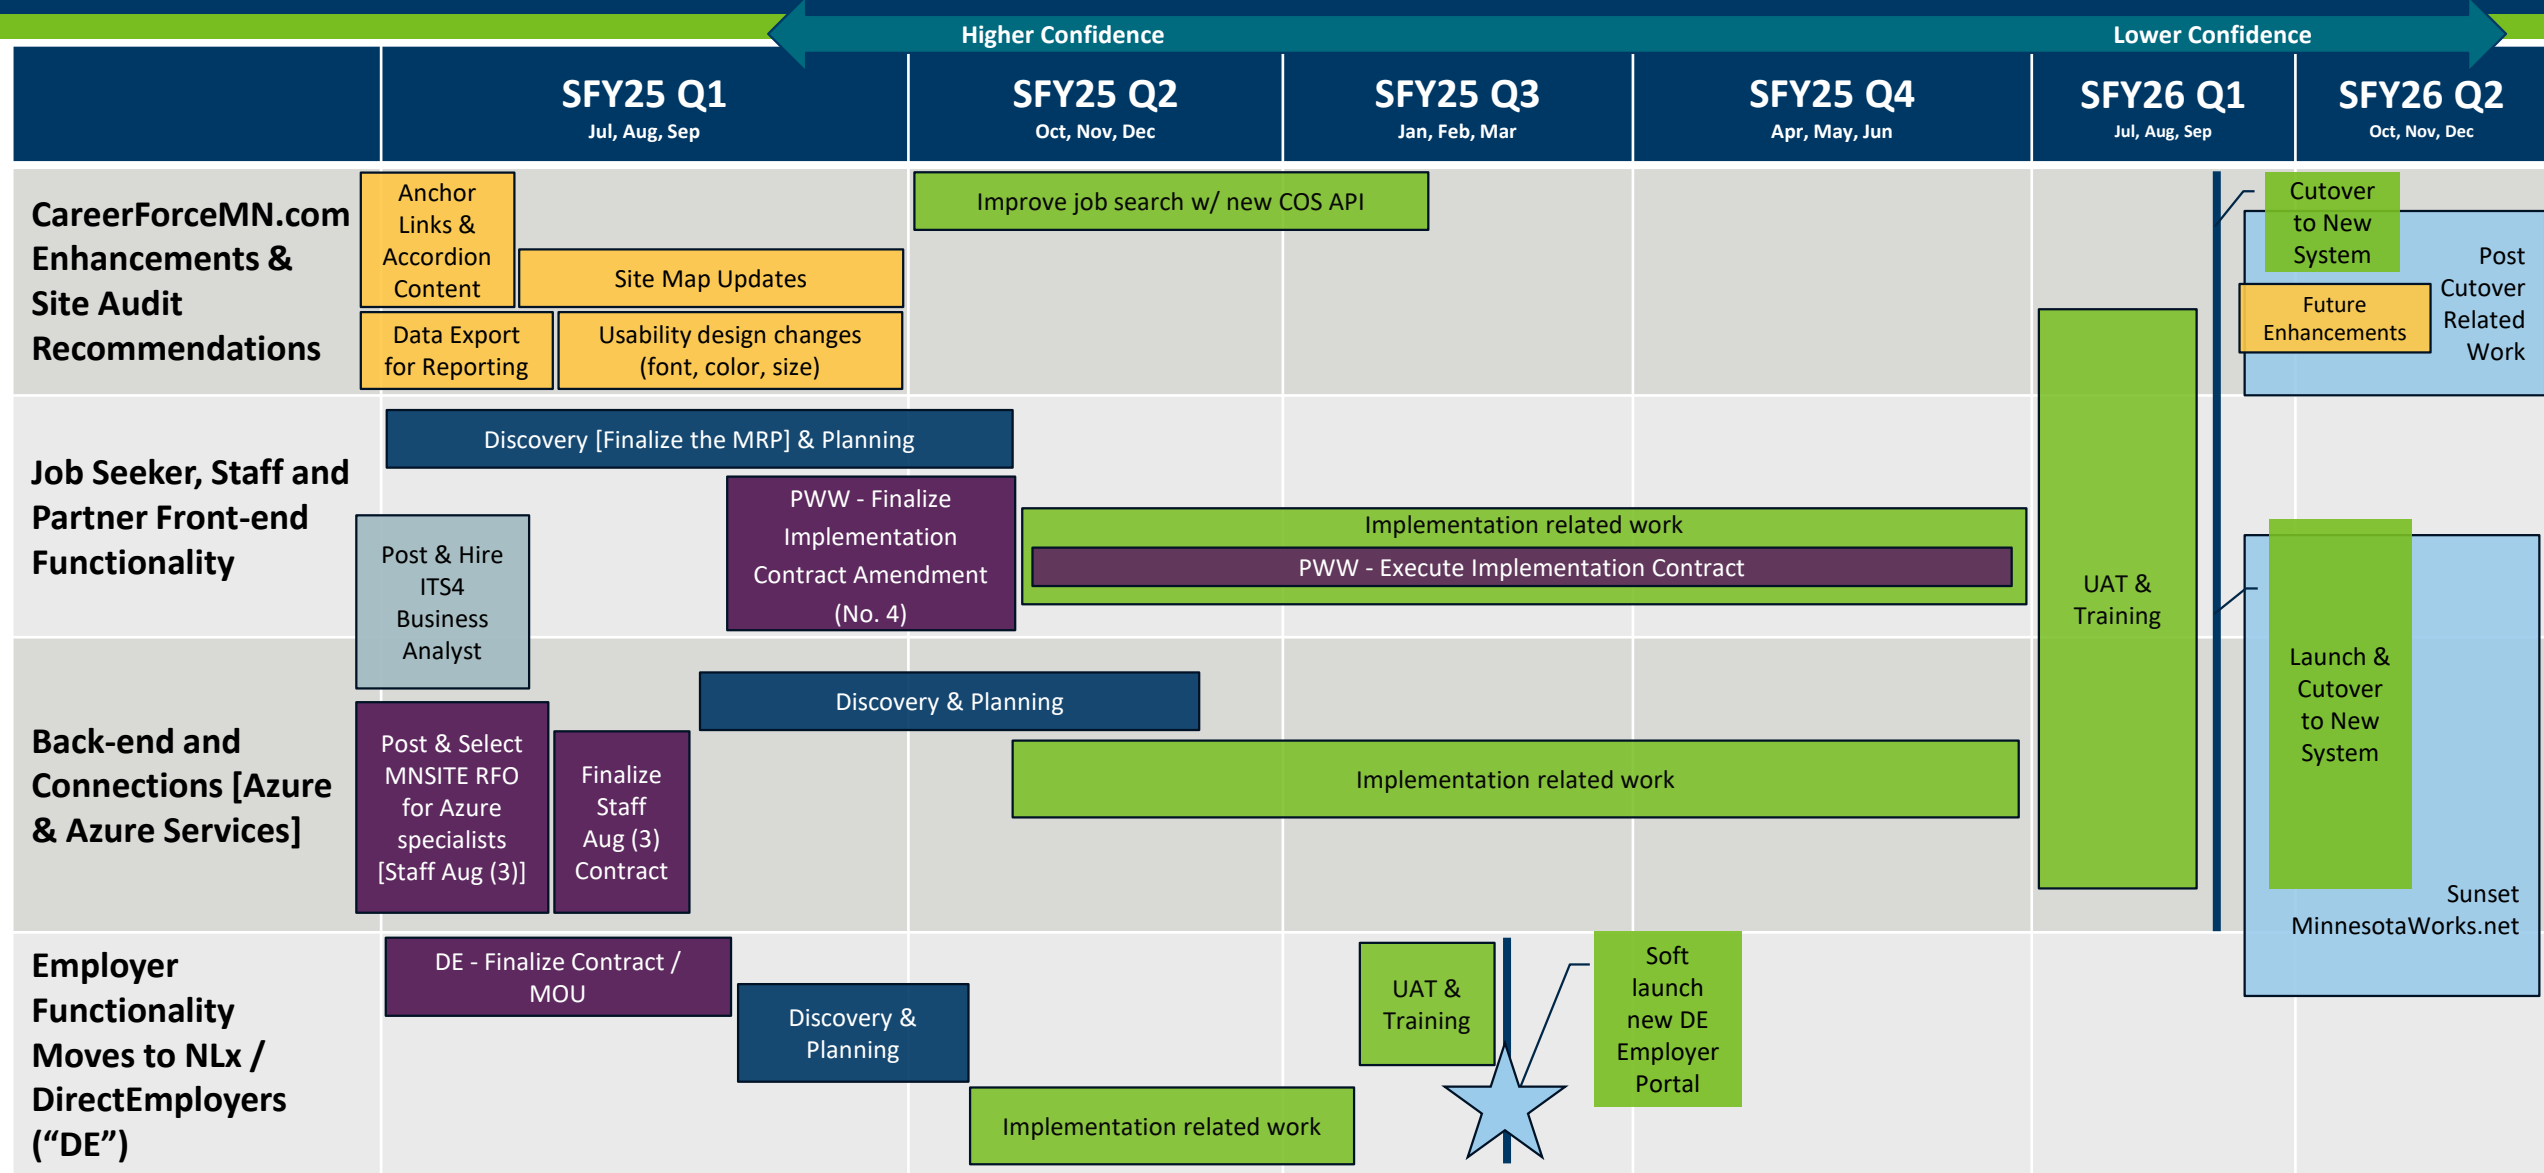 Higher Confidence
Lower Confidence
SFY25 Q1
Jul, Aug, Sep
SFY25 Q2
Oct, Nov, Dec
SFY25 Q3
Jan, Feb, Mar
SFY25 Q4
Apr, May, Jun
SFY26 Q1
Jul, Aug, Sep
SFY26 Q2
Oct, Nov, Dec
CareerForceMN.com
Enhancements &
Site Audit
Recommendations
Anchor
Links &
Accordion
Content
Site Map Updates
Data Export
for Reporting
Usability design changes
(font, color, size)
Improve job search w/ new COS API
Cutover
to New
System
Post
Cutover
Related
Work
Future
Enhancements
Job Seeker, Staff and
Partner Front-end
Functionality
Discovery [Finalize the MRP] & Planning
PWW - Finalize
Implementation
Contract Amendment
(No. 4)
Implementation related work
PWW - Execute Implementation Contract
Post & Hire
ITS4
Business
Analyst
UAT &
Training
Launch &
Cutover
to New
System
Sunset
MinnesotaWorks.net
Back-end and
Connections [Azure
& Azure Services]
Post & Select
MNSITE RFO
for Azure
specialists
[Staff Aug (3)]
Finalize
Staff
Aug (3)
Contract
Discovery & Planning
Implementation related work
Employer
Functionality
Moves to NLx /
DirectEmployers
(“DE”)
DE - Finalize Contract /
MOU
Discovery &
Planning
Implementation related work
UAT &
Training
Soft
launch
new DE
Employer
Portal